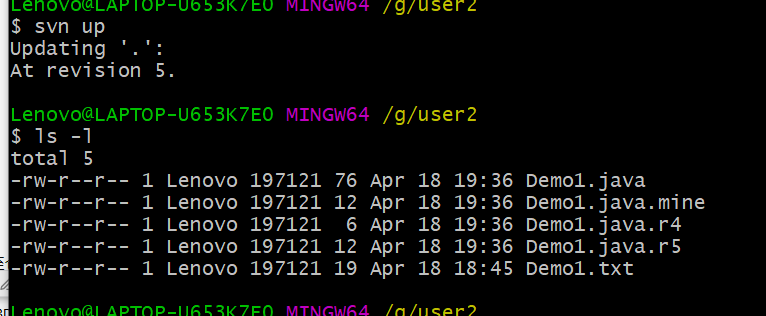 Lenovo@LAPTOP-U653K7E0 MINGW64 /g/user2
$ svn up
Updating '.':
At revision 5.
Lenovo@LAPTOP-U653K7E0 MINGW64 /g/user2
$ ls -l
total 5
-rw-r--r-- 1 Lenovo 197121 76 Apr 18 19:36 Demo1.java
-rw-r--r-- 1 Lenovo 197121 12 Apr 18 19:36 Demo1.java.mine
-rw-r--r-- 1 Lenovo 197121  6 Apr 18 19:36 Demo1.java.r4
-rw-r--r-- 1 Lenovo 197121 12 Apr 18 19:36 Demo1.java.r5
-rw-r--r-- 1 Lenovo 197121 19 Apr 18 18:45 Demo1.txt
Lenovo@LAPTOP-U653K7E0 MINGW64 /g/user2